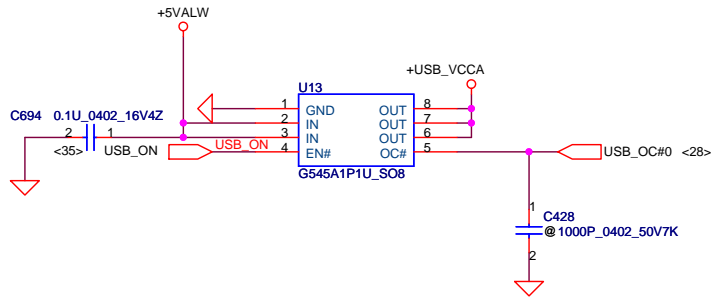 +5VALW
+USB_VCCA
U13
C694 0.1U_0402_16V4Z
1 GND OUT 8
2 IN OUT 7
3 IN OUT 6
4 EN# OC# 5
2 1
<35> USB_ON
USB_ON
USB_OC#0 <28>
G545A1P1U_SO8
1
C428
@1000P_0402_50V7K
2